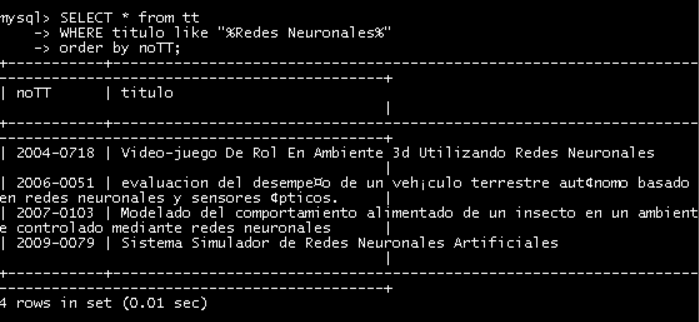 mysql> SELECT * from tt
    -> WHERE titulo like "%Redes Neuronales%"
    -> order by noTT;
| noTT | titulo |
| 2004-0718 | Video-juego De Rol En Ambiente 3d Utilizando Redes Neuronales |
| 2006-0051 | evaluacion del desempe¤o de un veh¡culo terrestre aut¢nomo basado
en redes neuronales y sensores ¢pticos. |
| 2007-0103 | Modelado del comportamiento alimentado de un insecto en un ambient
e controlado mediante redes neuronales |
| 2009-0079 | Sistema Simulador de Redes Neuronales Artificiales |
4 rows in set (0.01 sec)